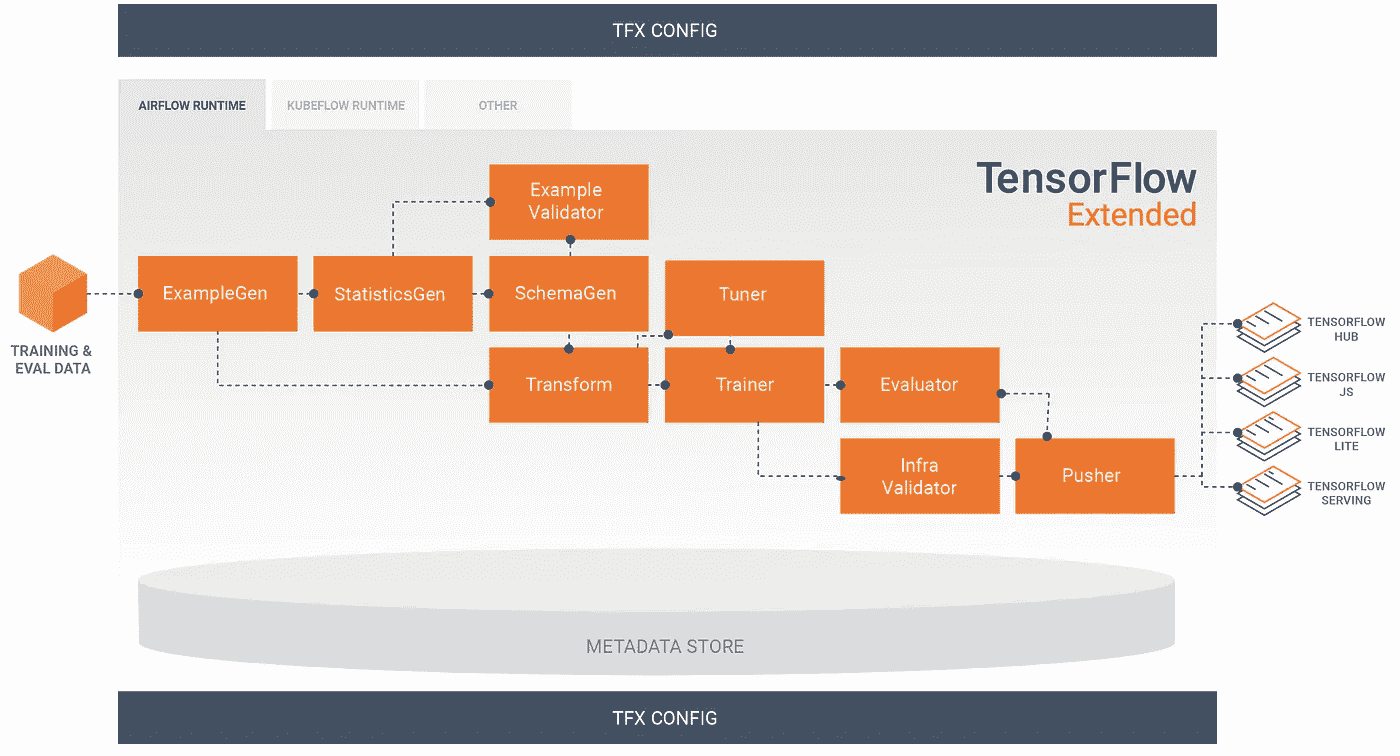 TFX CONFIG
AIRFLOW RUNTIME
KUBEFLOW RUNTIME
OTHER
TensorFlow
Extended
Example
Validator
ExampleGen
StatisticsGen
SchemaGen
Tuner
TRAINING &
EVAL DATA
Transform
Trainer
Evaluator
Infra
Validator
Pusher
TENSORFLOW
HUB
TENSORFLOW
JS
TENSORFLOW
LITE
TENSORFLOW
SERVING
METADATA STORE
TFX CONFIG